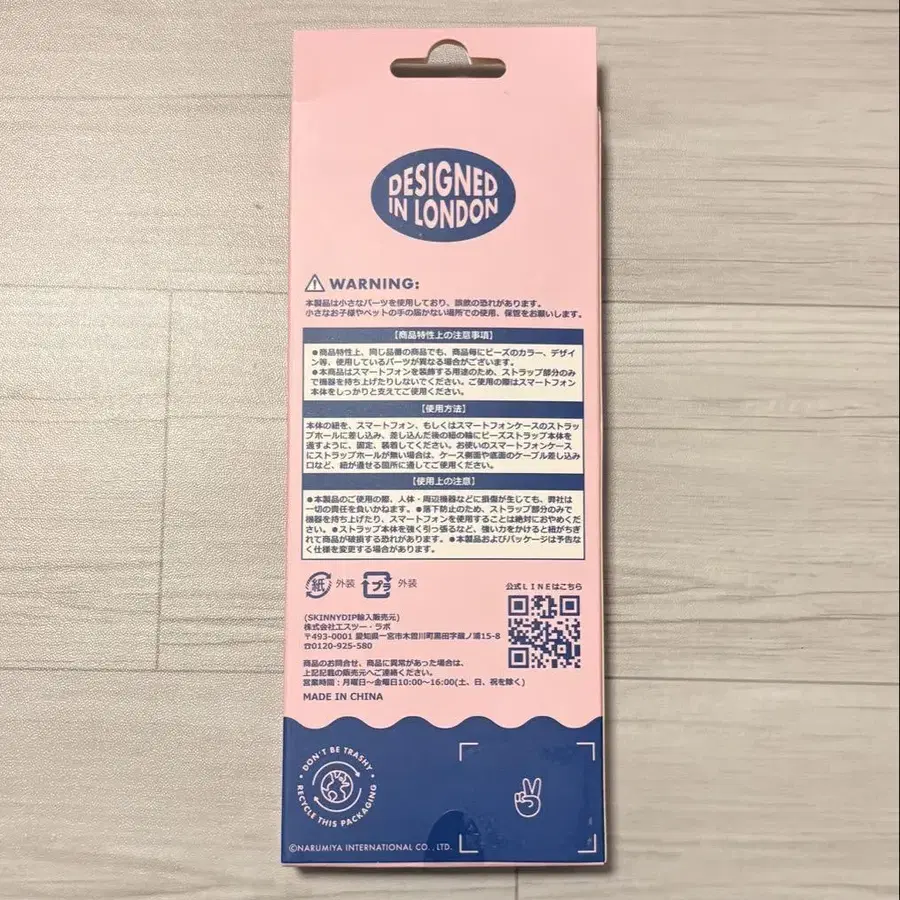 DESIGNED
IN LONDON
WARNING:
本製品は小さなパーツを使用しており、誤飲の恐れがあります。
小さなお子様やペットの手の届かない場所での使用、保管をお願いします。
【商品特性上の注意事項】
●商品特性上、同じ品番の商品でも、商品毎にビーズのカラー、デザイ
ン等、使用しているパーツが異なる場合がございます。
●本商品はスマートフォンを装飾する用途のため、ストラップ部分のみ
で機器を持ち上げたりしないでください。ご使用の際はスマートフォン
本体をしっかりと支えてご使用ください。
【使用方法】
本体の紐を、スマートフォン、もしくはスマートフォンケースのストラッ
プホールに差し込み、差し込んだ後の紐の輪にビーズストラップ本体を
通すように、固定、装着してください。お使いのスマートフォンケース
にストラップホールが無い場合は、ケース側面や底面のケーブル差し込み
口など、紐が通せる箇所に通してご使用ください。
【使用上の注意】
●本製品のご使用の際、人体・周辺機器などに損傷が生じても、弊社は
一切の責任を負いかねます。●落下防止のため、ストラップ部分のみで
機器を持ち上げたり、スマートフォンを使用することは絶対におやめくだ
さい。●ストラップ本体を強く引っ張るなど、強い力をかけると紐がちぎ
れて商品が破損する恐れがあります。●本製品およびパッケージは予告な
く仕様を変更する場合があります。
紙 外装 プラ 外装
公式LINEはこちら
(SKINNYDIP輸入販売元)
株式会社エスツー・ラボ
〒493-0001 愛知県一宮市木曽川町黒田字銀ノ浦15-8
☎0120-925-580
商品のお問合せ、商品に異常があった場合は、
上記記載の販売元へご連絡ください。
営業時間：月曜日～金曜日10:00～16:00(土、日、祝を除く)
MADE IN CHINA
DON'T BE TRASHY
RECYCLE THIS PACKAGING
©NARUMIYA INTERNATIONAL CO., LTD.